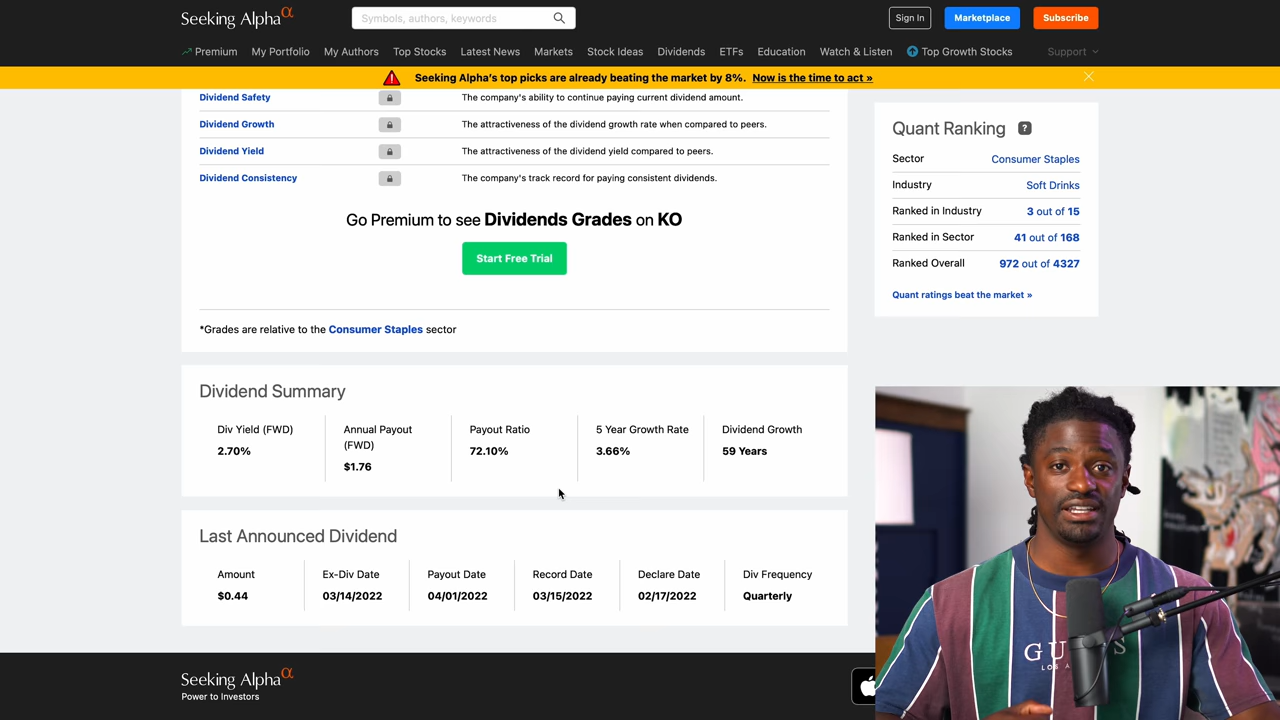 Seeking Alpha α
Symbols, authors, keywords
Sign In
Marketplace
Subscribe
Premium My Portfolio My Authors Top Stocks Latest News Markets Stock Ideas Dividends ETFs Education Watch & Listen Top Growth Stocks Support
Seeking Alpha's top picks are already beating the market by 8%. Now is the time to act »
Dividend Safety The company's ability to continue paying current dividend amount.
Dividend Growth The attractiveness of the dividend growth rate when compared to peers.
Dividend Yield The attractiveness of the dividend yield compared to peers.
Dividend Consistency The company's track record for paying consistent dividends.
Go Premium to see Dividends Grades on KO
Start Free Trial
*Grades are relative to the Consumer Staples sector
Quant Ranking ?
Sector Consumer Staples
Industry Soft Drinks
Ranked in Industry 3 out of 15
Ranked in Sector 41 out of 168
Ranked Overall 972 out of 4327
Quant ratings beat the market »
Dividend Summary
Div Yield (FWD) Annual Payout (FWD) Payout Ratio 5 Year Growth Rate Dividend Growth
2.70% $1.76 72.10% 3.66% 59 Years
Last Announced Dividend
Amount Ex-Div Date Payout Date Record Date Declare Date Div Frequency
$0.44 03/14/2022 04/01/2022 03/15/2022 02/17/2022 Quarterly
Seeking Alpha α
Power to Investors